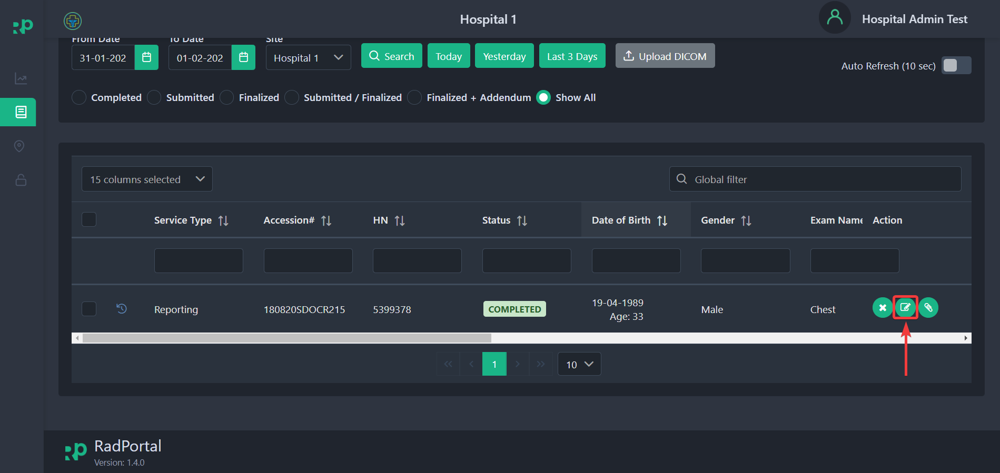 Hospital 1
Hospital Admin Test
From Date
To Date
Site
31-01-202
01-02-202
Hospital 1
Search
Today
Yesterday
Last 3 Days
Upload DICOM
Auto Refresh (10 sec)
Completed
Submitted
Finalized
Submitted / Finalized
Finalized + Addendum
Show All
15 columns selected
Global filter
Service Type
Accession#
HN
Status
Date of Birth
Gender
Exam Name
Action
Reporting
180820SDOCR215
5399378
COMPLETED
19-04-1989
Age: 33
Male
Chest
1
10
RadPortal
Version: 1.4.0